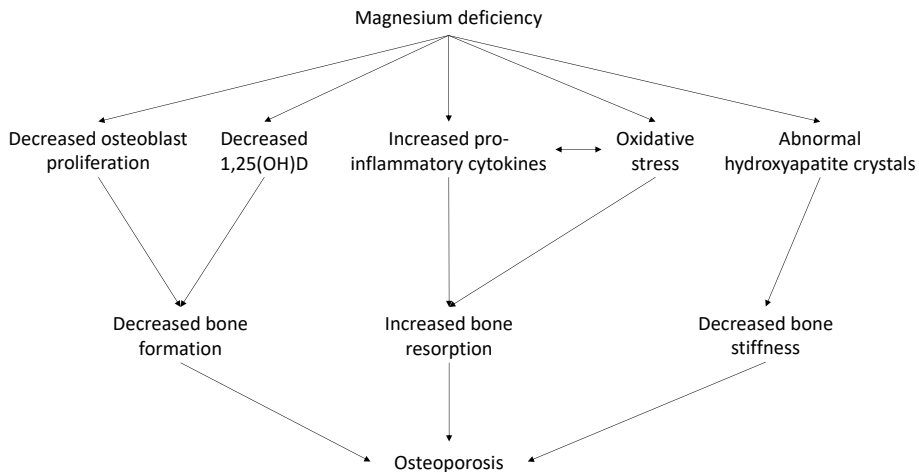 Magnesium deficiency
Decreased osteoblast
proliferation
Decreased
1,25(OH)D
Increased pro-
inflammatory cytokines
Oxidative
stress
Abnormal
hydroxyapatite crystals
Decreased bone
formation
Increased bone
resorption
Decreased bone
stiffness
Osteoporosis